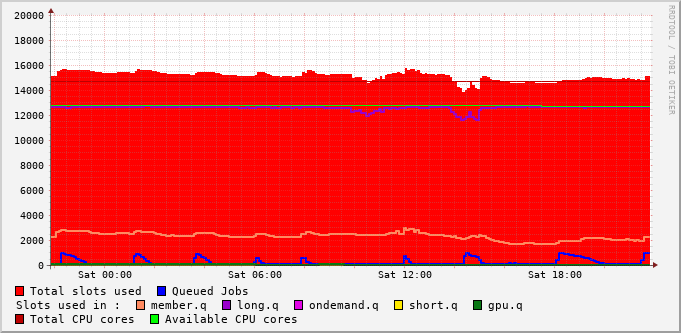 20000
18000
16000
14000
12000
10000
8000
6000
4000
2000
0
Sat 00:00 Sat 06:00 Sat 12:00 Sat 18:00
RRDTOOL / TOBI OETIKER
Total slots used Queued Jobs
Slots used in : member.q long.q ondemand.q short.q gpu.q
Total CPU cores Available CPU cores